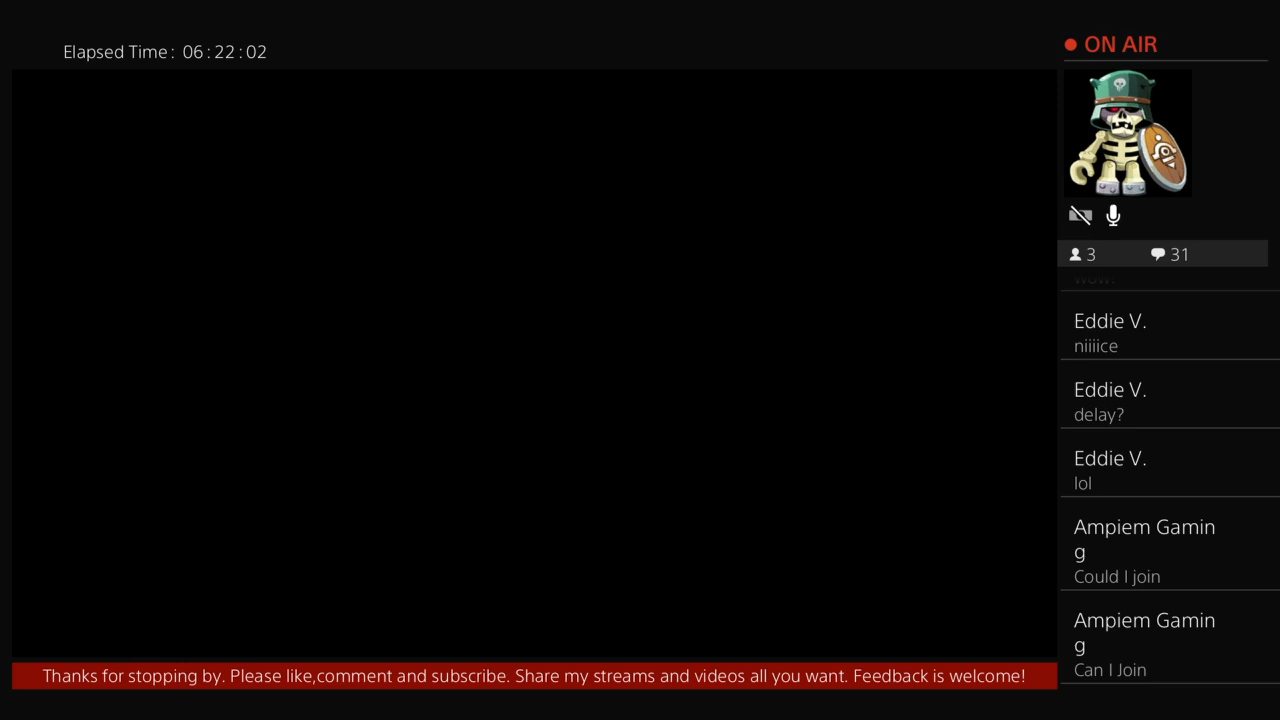 Elapsed Time: 06:22:02
ON AIR
3 31
wow!
Eddie V.
niiiice
Eddie V.
delay?
Eddie V.
lol
Ampiem Gamin
g
Could I join
Ampiem Gamin
g
Can I Join
Thanks for stopping by. Please like,comment and subscribe. Share my streams and videos all you want. Feedback is welcome!